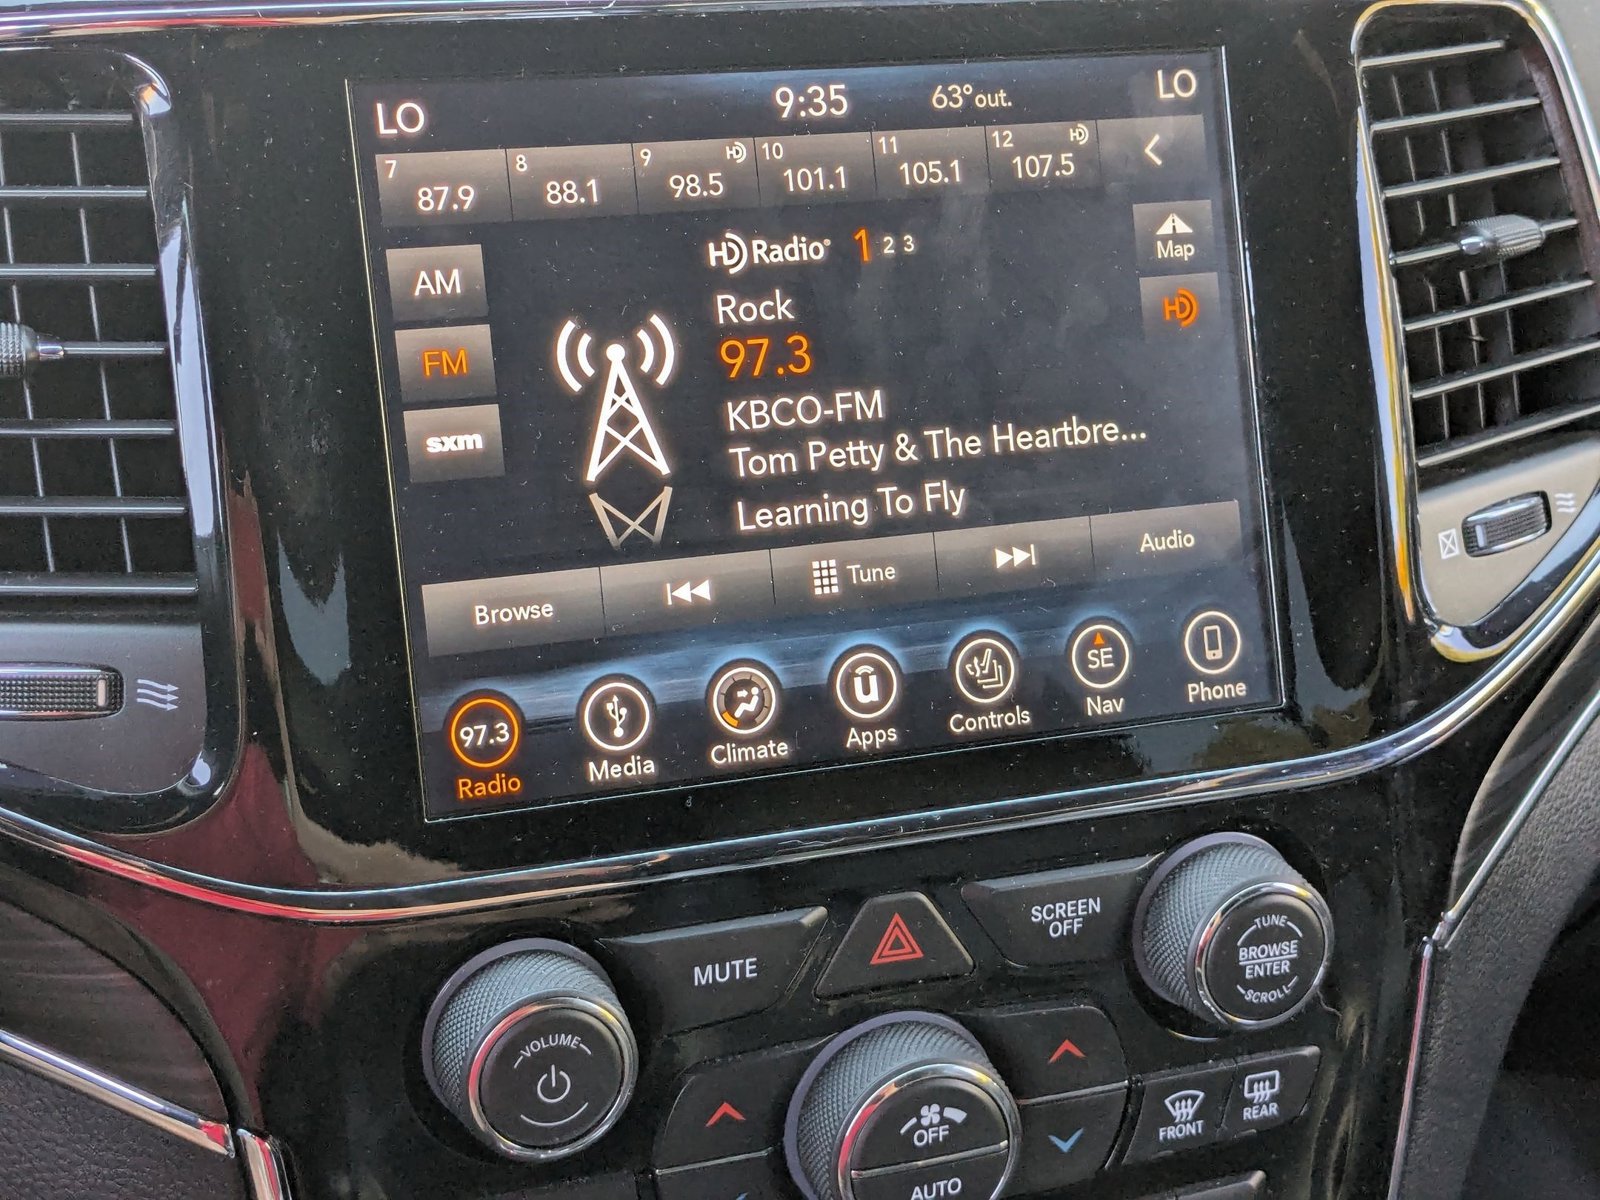 LO 9:35 63°out. LO
7 87.9 8 88.1 9 HD 98.5 10 101.1 11 105.1 12 HD 107.5
HD Radio® 1 2 3
Map
AM
Rock
HD
FM
97.3
KBCO-FM
sxm
Tom Petty & The Heartbre...
Learning To Fly
Browse Tune Audio
97.3 u SE
Radio Media Climate Apps Controls Nav Phone
MUTE
SCREEN
OFF
TUNE
BROWSE
ENTER
SCROLL
VOLUME
OFF
AUTO
FRONT
REAR